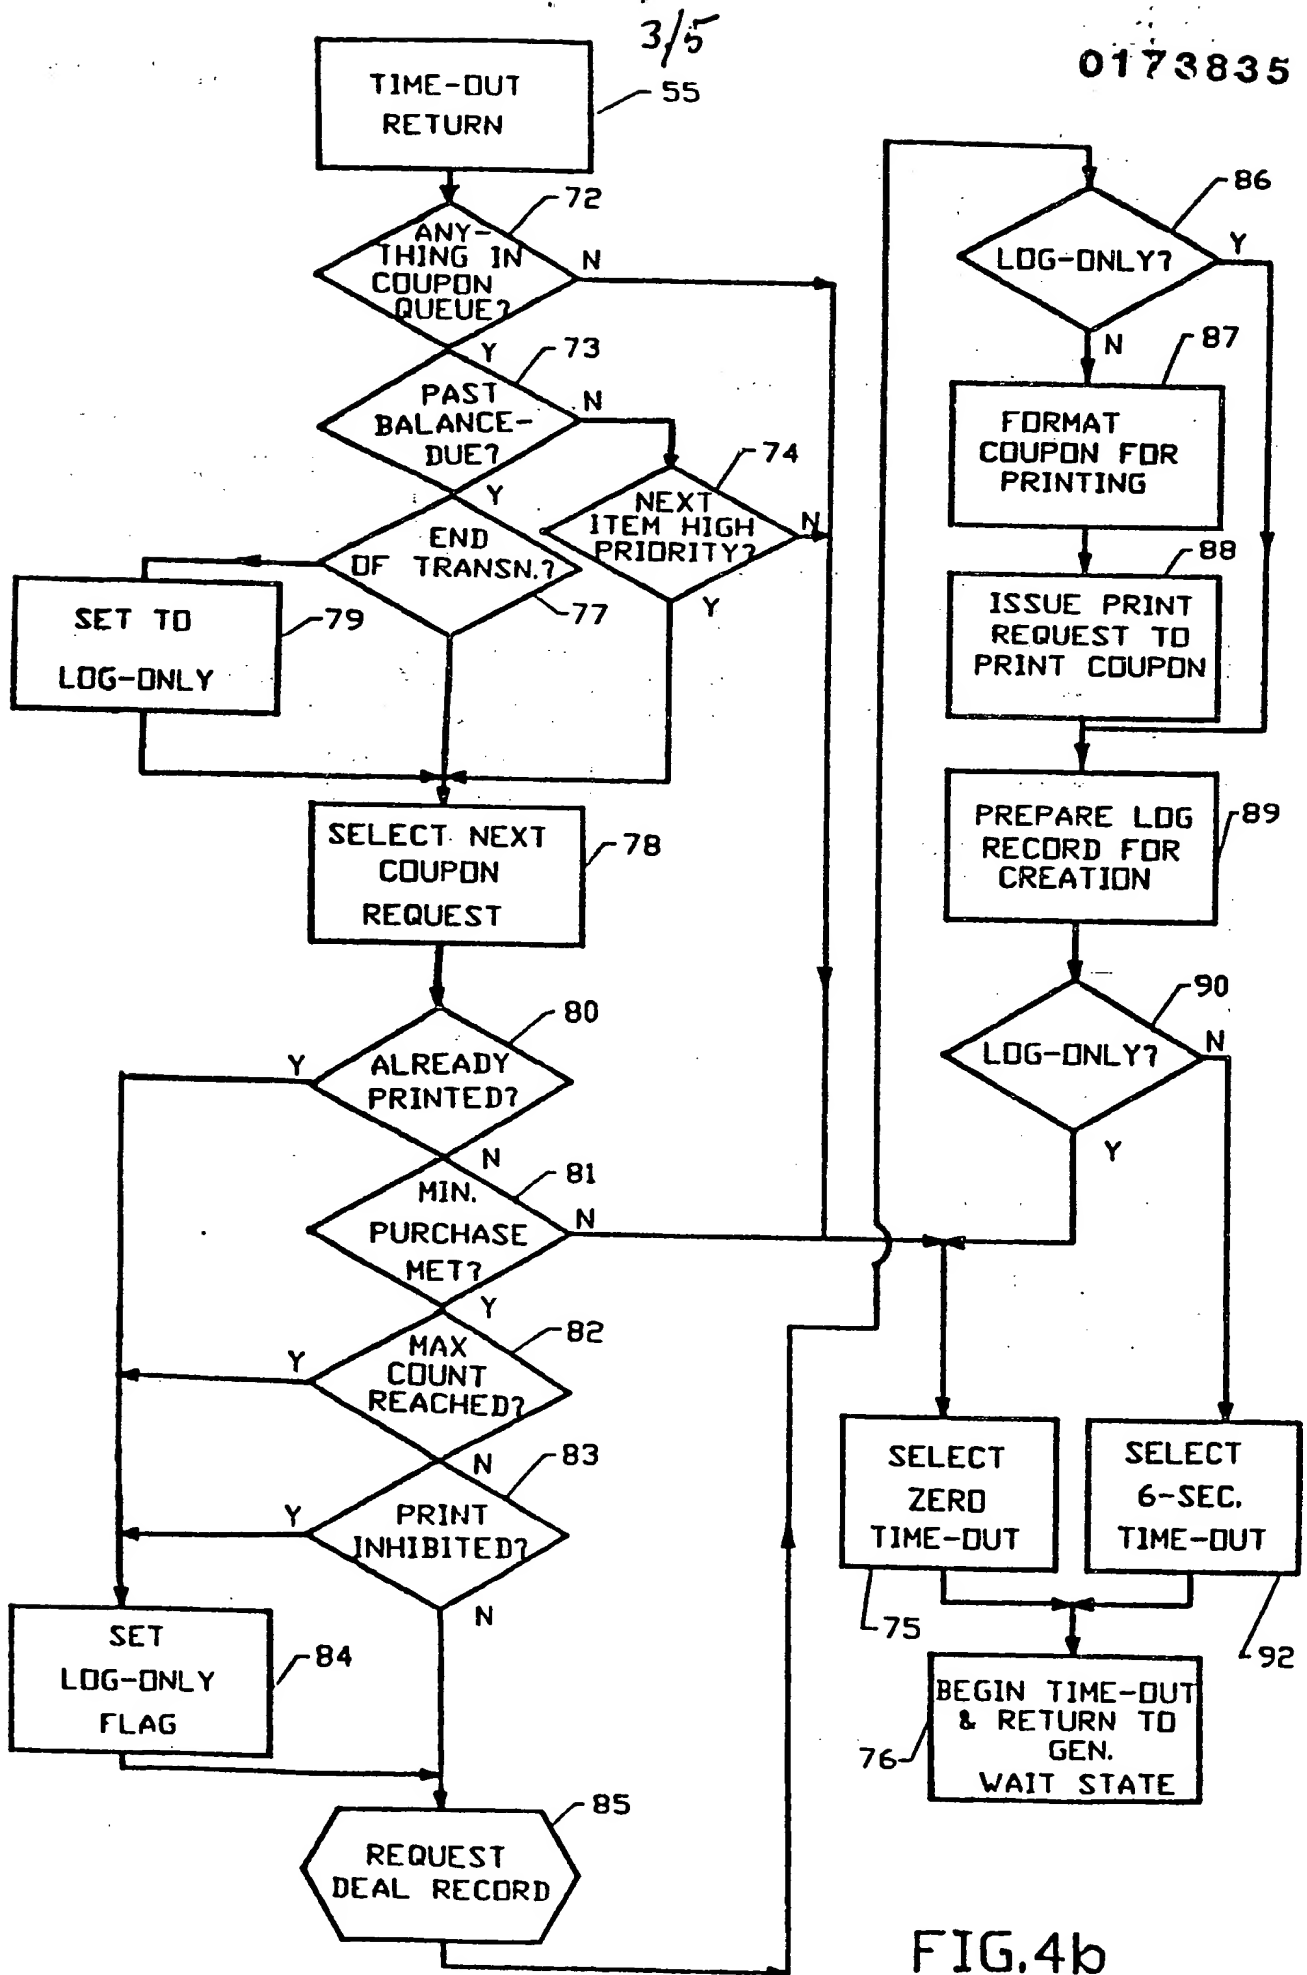 3/5
0173835
TIME-OUT
RETURN
55
72
ANY-
THING IN
COUPON
QUEUE?
N
Y
73
PAST
BALANCE-
DUE?
N
Y
74
NEXT
ITEM HIGH
PRIORITY?
N
Y
END
OF TRANSN.?
77
SET TO
LOG-ONLY
79
SELECT NEXT
COUPON
REQUEST
78
80
Y
ALREADY
PRINTED?
N
81
MIN.
PURCHASE
MET?
N
Y
82
Y
MAX
COUNT
REACHED?
N
83
Y
PRINT
INHIBITED?
N
SET
LOG-ONLY
FLAG
84
85
REQUEST
DEAL RECORD
86
LOG-ONLY?
Y
N
87
FORMAT
COUPON FOR
PRINTING
88
ISSUE PRINT
REQUEST TO
PRINT COUPON
PREPARE LOG
RECORD FOR
CREATION
89
90
LOG-ONLY?
N
Y
SELECT
ZERO
TIME-OUT
75
SELECT
6-SEC.
TIME-OUT
92
BEGIN TIME-OUT
& RETURN TO
GEN.
WAIT STATE
76
FIG.4b